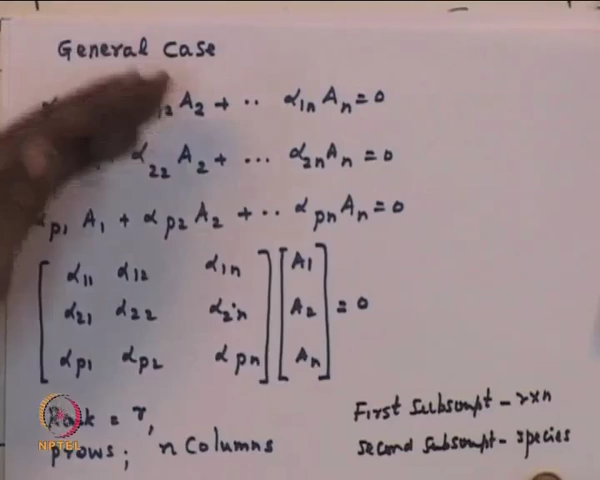 General Case
A₂ + .. α₁ₙ Aₙ = 0
α₂₂ A₂ + ... α₂ₙ Aₙ = 0
αp₁ A₁ + αp₂ A₂ + .. αpₙ Aₙ = 0
α₁₁ α₁₂ α₁ₙ A₁
α₂₁ α₂₂ α₂ₙ A₂ = 0
αp₁ αp₂ αpₙ Aₙ
Rank = r,
p rows; n Columns
First Subscript - rxn
Second Subscript - species
NPTEL